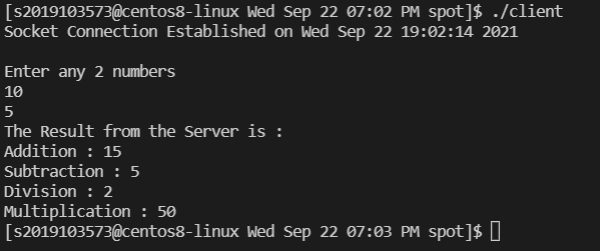 [s2019103573@centos8-linux Wed Sep 22 07:02 PM spot]$ ./client
Socket Connection Established on Wed Sep 22 19:02:14 2021
Enter any 2 numbers
10
5
The Result from the Server is :
Addition : 15
Subtraction : 5
Division : 2
Multiplication : 50
[s2019103573@centos8-linux Wed Sep 22 07:03 PM spot]$